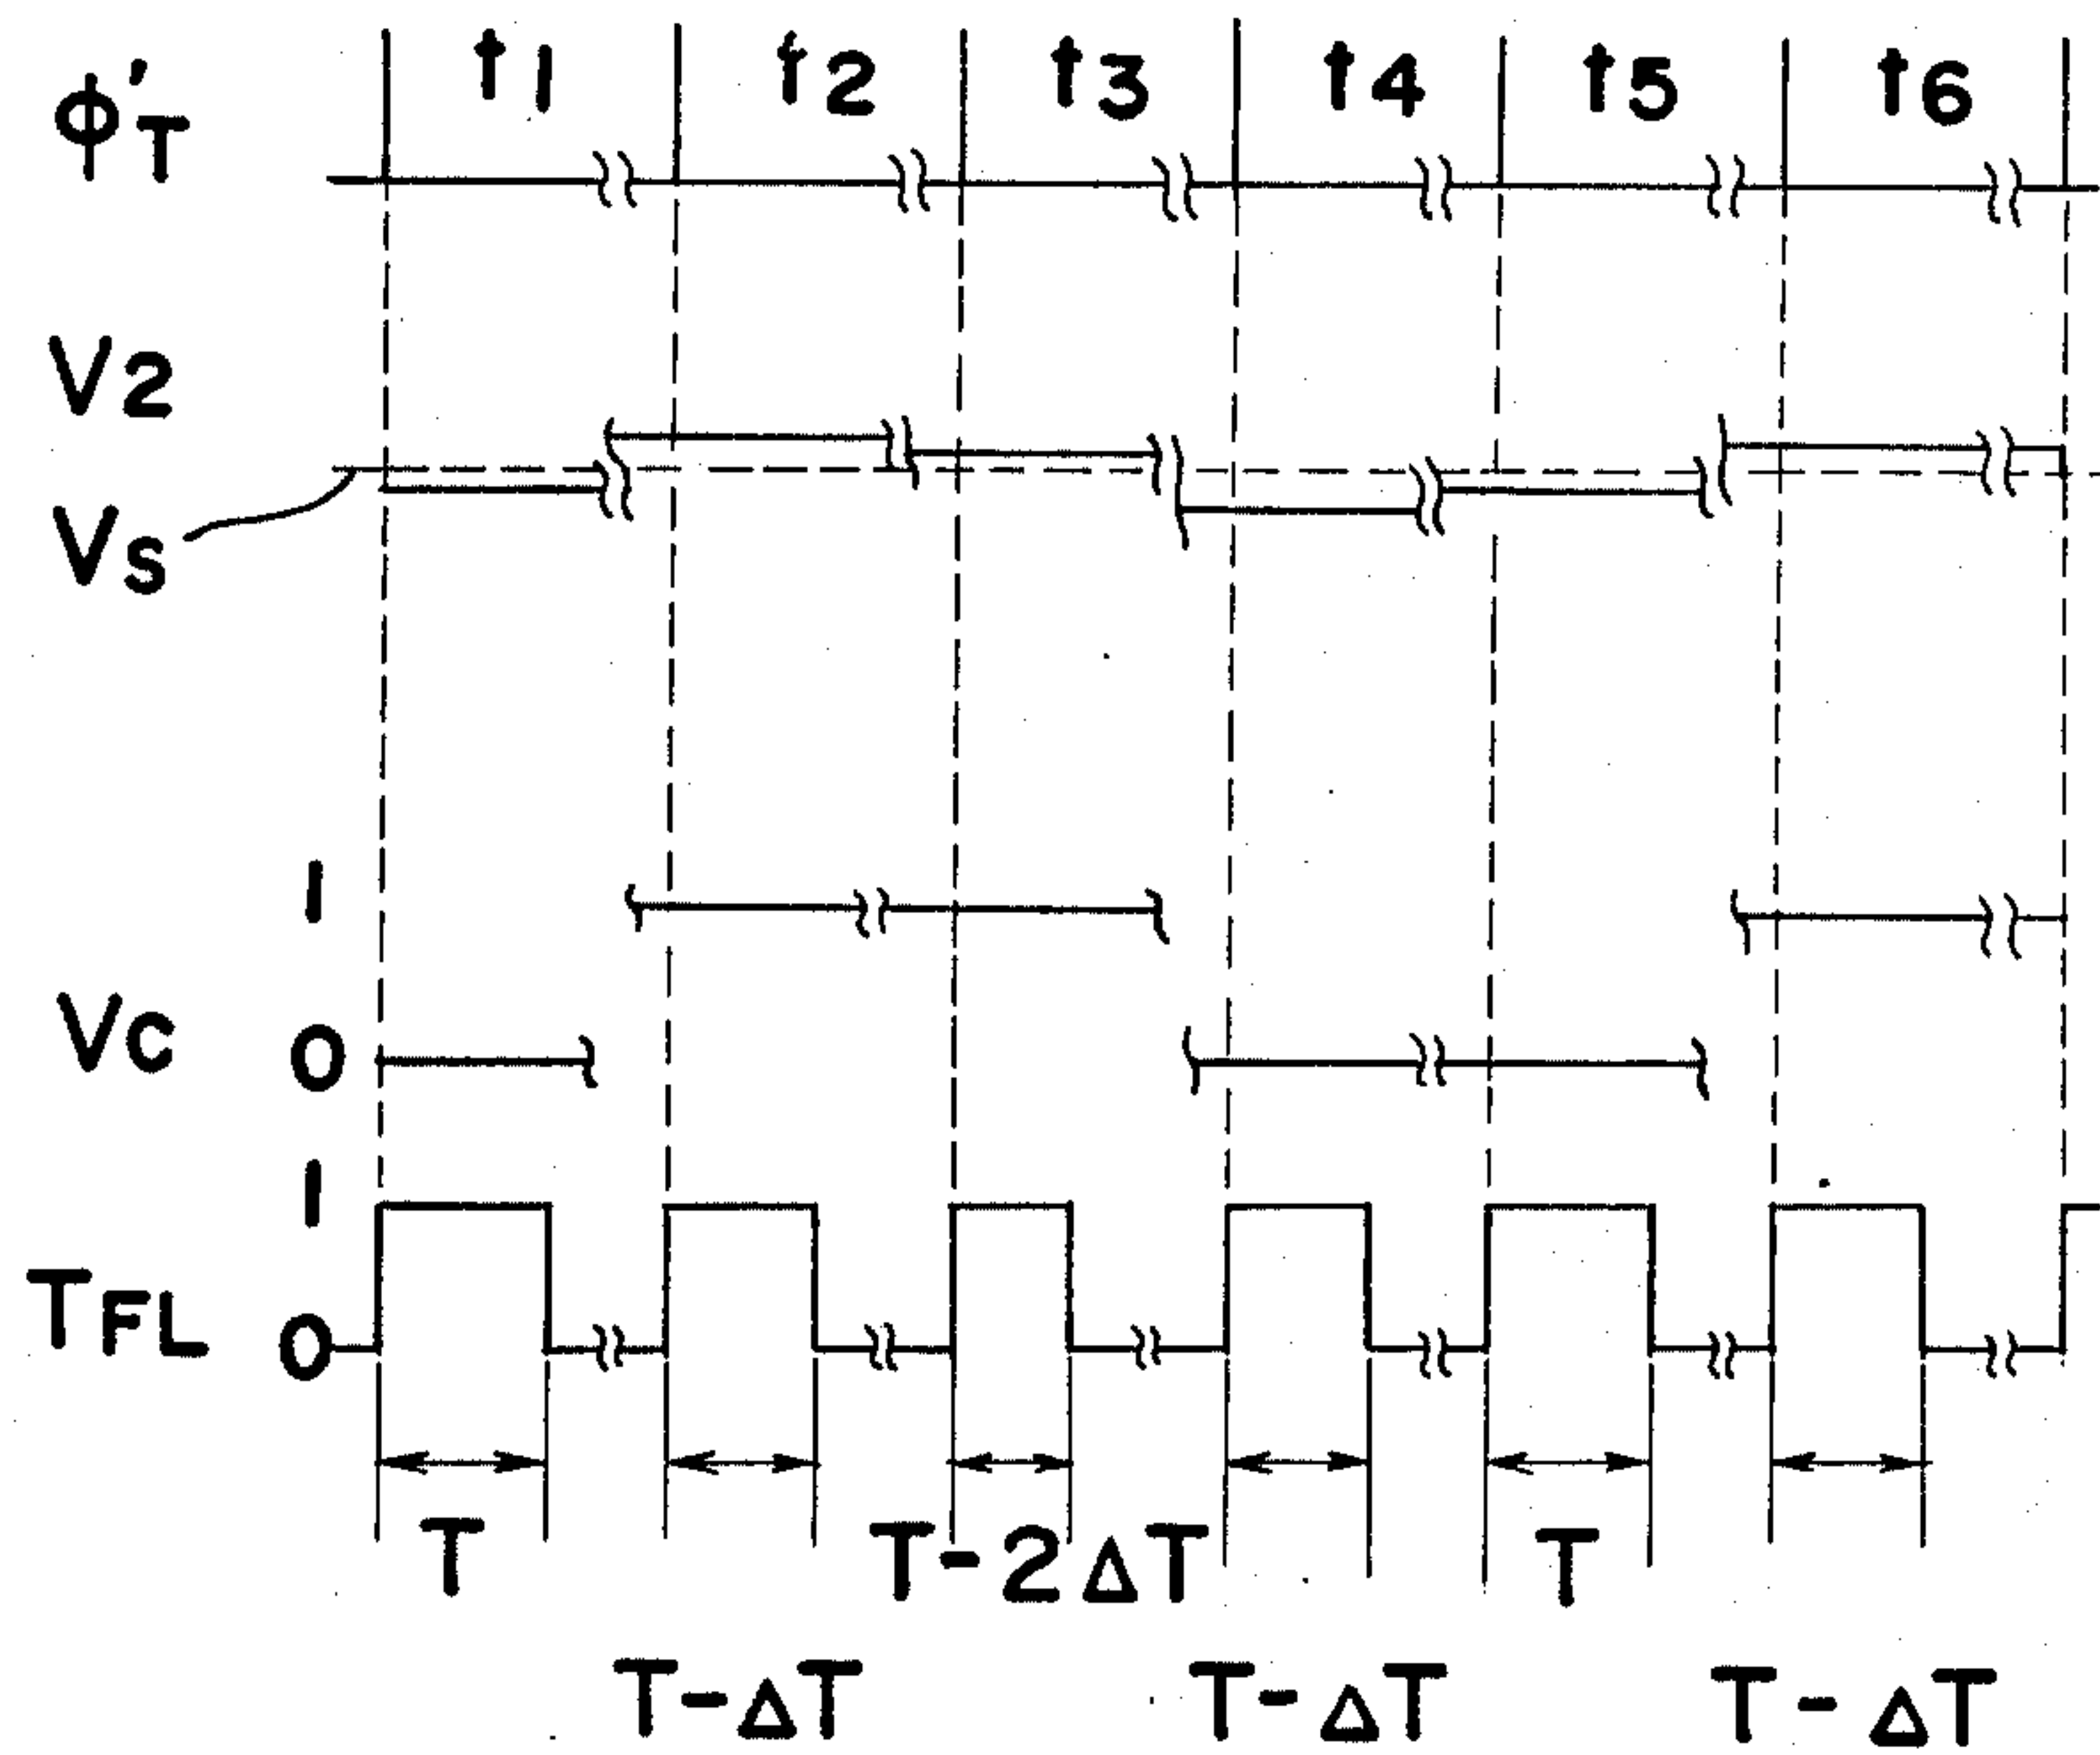 ϕ'T t1 t2 t3 t4 t5 t6
V2
Vs
1
Vc 0
1
TFL 0
T T-2ΔT T
T-ΔT T-ΔT T-ΔT